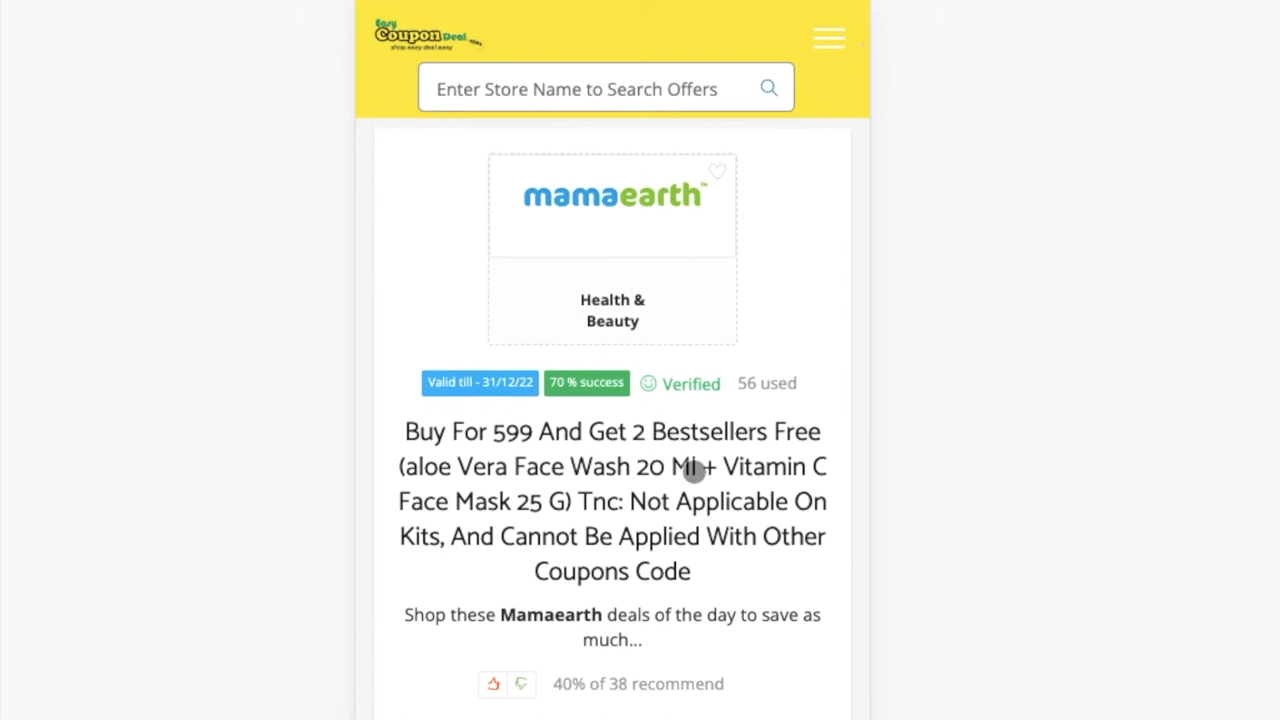 Easy
Coupon Deal .com
shop easy deal easy
Enter Store Name to Search Offers
mamaearth™
Health &
Beauty
Valid till - 31/12/22 70 % success Verified 56 used
Buy For 599 And Get 2 Bestsellers Free
(aloe Vera Face Wash 20 Ml + Vitamin C
Face Mask 25 G) Tnc: Not Applicable On
Kits, And Cannot Be Applied With Other
Coupons Code
Shop these Mamaearth deals of the day to save as
much...
40% of 38 recommend